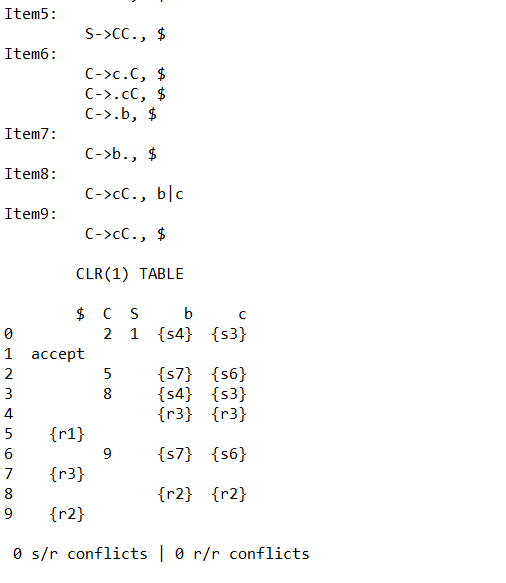 Item5:
        S->CC., $
Item6:
        C->c.C, $
        C->.cC, $
        C->.b, $
Item7:
        C->b., $
Item8:
        C->cC., b|c
Item9:
        C->cC., $
        CLR(1) TABLE
        $  C  S     b     c
0          2  1  {s4}  {s3}
1  accept
2          5     {s7}  {s6}
3          8     {s4}  {s3}
4                {r3}  {r3}
5    {r1}
6          9     {s7}  {s6}
7    {r3}
8                {r2}  {r2}
9    {r2}
 0 s/r conflicts | 0 r/r conflicts